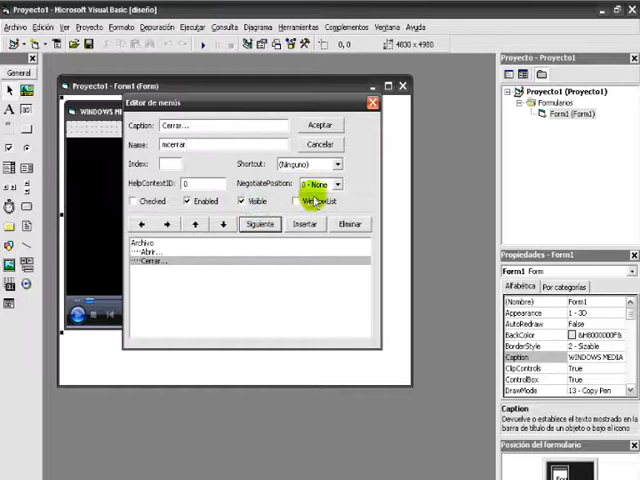 Proyecto1 - Microsoft Visual Basic [diseño]
Archivo Edición Ver Proyecto Formato Depuración Ejecutar Consulta Diagrama Herramientas Complementos Ventana Ayuda
0, 0
4830 x 4980
General
Proyecto1 - Form1 (Form)
WINDOWS ME
Editor de menús
Caption: Cerrar...
Aceptar
Name: mcerrar
Cancelar
Index:
Shortcut: (Ninguno)
HelpContextID: 0
NegotiatePosition: 0 - None
Checked
Enabled
Visible
WindowList
Siguiente
Insertar
Eliminar
Archivo
····Abrir...
····Cerrar...
Proyecto - Proyecto1
Proyecto1 (Proyecto1)
Formularios
Form1 (Form1)
Propiedades - Form1
Form1 Form
Alfabética Por categorías
(Name) Form1
Appearance 1 - 3D
AutoRedraw False
BackColor &H8000000F&
BorderStyle 2 - Sizable
Caption WINDOWS MEDIA
ClipControls True
ControlBox True
DrawMode 13 - Copy Pen
Caption
Devuelve o establece el texto mostrado en la
barra de título de un objeto o bajo el icono
Posición del formulario